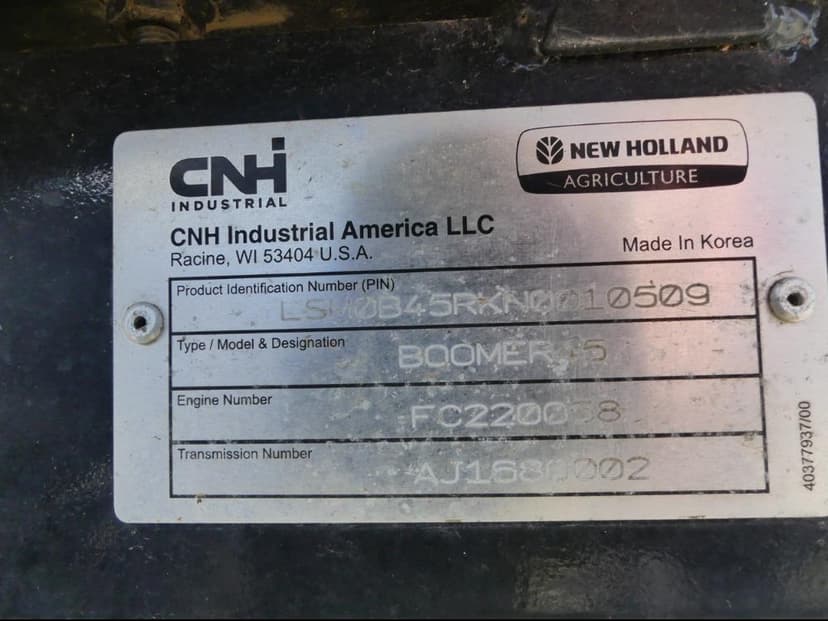 CNH
INDUSTRIAL
NEW HOLLAND
AGRICULTURE
CNH Industrial America LLC
Racine, WI 53404 U.S.A.
Made In Korea
Product Identification Number (PIN)
Type / Model & Designation
Engine Number
Transmission Number
40377937/00